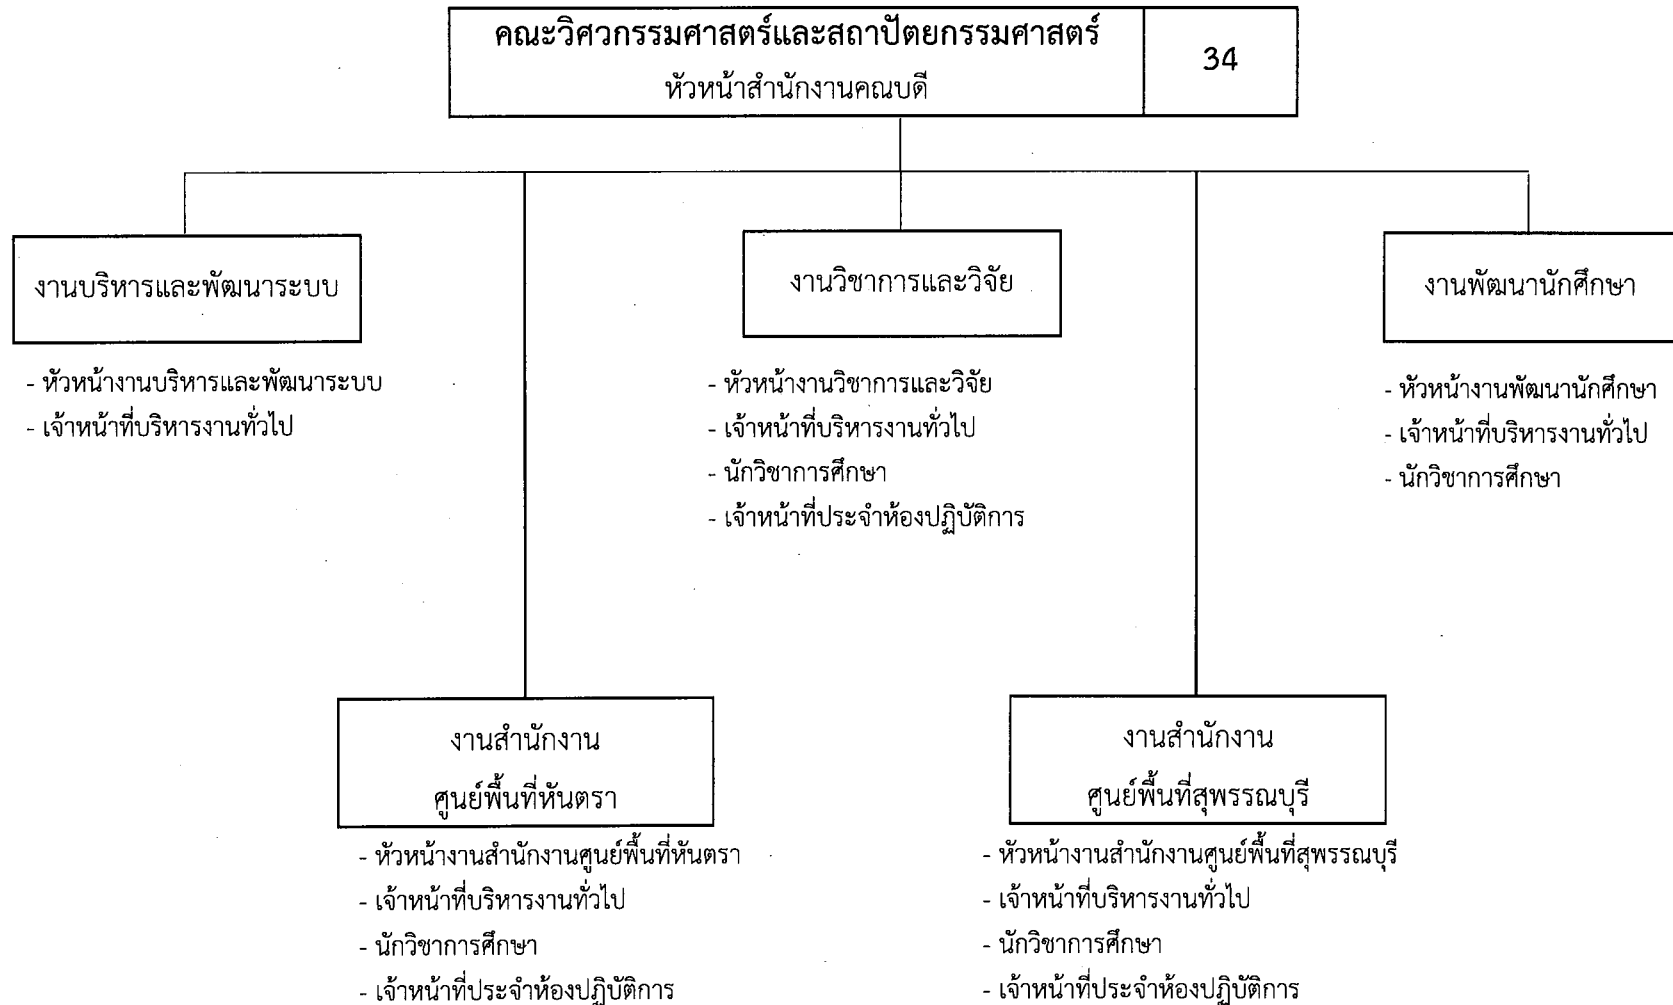 คณะวิศวกรรมศาสตร์และสถาปัตยกรรมศาสตร์
หัวหน้าสำนักงานคณบดี
34
งานบริหารและพัฒนาระบบ
- หัวหน้างานบริหารและพัฒนาระบบ
- เจ้าหน้าที่บริหารงานทั่วไป
งานวิชาการและวิจัย
- หัวหน้างานวิชาการและวิจัย
- เจ้าหน้าที่บริหารงานทั่วไป
- นักวิชาการศึกษา
- เจ้าหน้าที่ประจำห้องปฏิบัติการ
งานพัฒนานักศึกษา
- หัวหน้างานพัฒนานักศึกษา
- เจ้าหน้าที่บริหารงานทั่วไป
- นักวิชาการศึกษา
งานสำนักงาน
ศูนย์พื้นที่หันตรา
- หัวหน้างานสำนักงานศูนย์พื้นที่หันตรา
- เจ้าหน้าที่บริหารงานทั่วไป
- นักวิชาการศึกษา
- เจ้าหน้าที่ประจำห้องปฏิบัติการ
งานสำนักงาน
ศูนย์พื้นที่สุพรรณบุรี
- หัวหน้างานสำนักงานศูนย์พื้นที่สุพรรณบุรี
- เจ้าหน้าที่บริหารงานทั่วไป
- นักวิชาการศึกษา
- เจ้าหน้าที่ประจำห้องปฏิบัติการ